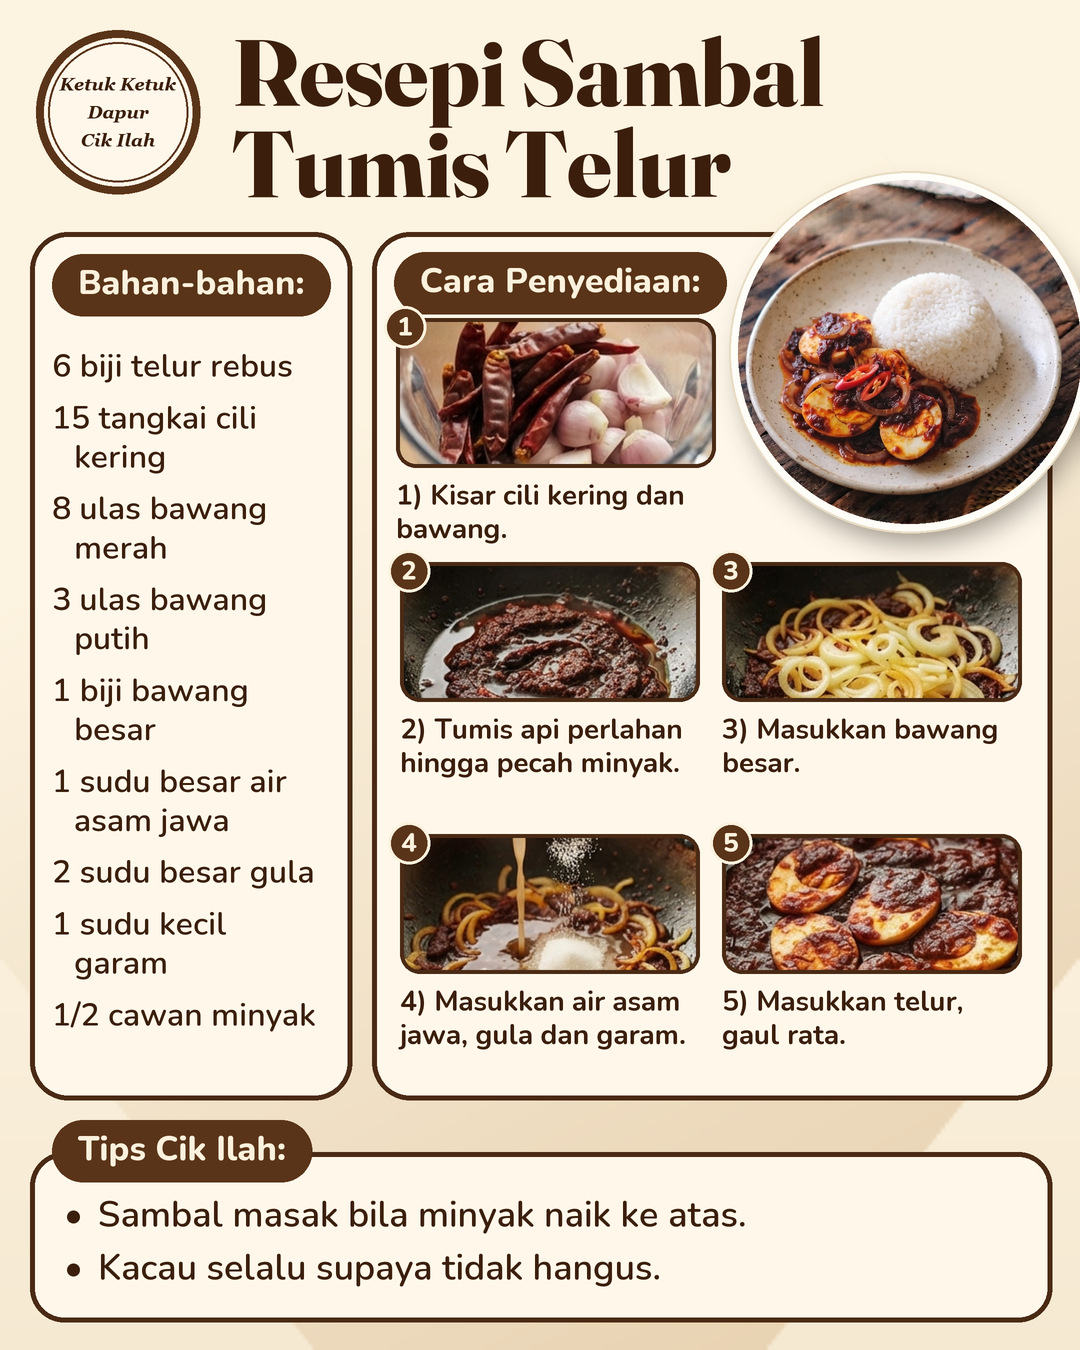 Ketuk Ketuk
Dapur
Cik Ilah
Resepi Sambal
Tumis Telur
Bahan-bahan:
6 biji telur rebus
15 tangkai cili
kering
8 ulas bawang
merah
3 ulas bawang
putih
1 biji bawang
besar
1 sudu besar air
asam jawa
2 sudu besar gula
1 sudu kecil
garam
1/2 cawan minyak
Cara Penyediaan:
1
1) Kisar cili kering dan
bawang.
2
2) Tumis api perlahan
hingga pecah minyak.
3
3) Masukkan bawang
besar.
4
4) Masukkan air asam
jawa, gula dan garam.
5
5) Masukkan telur,
gaul rata.
Tips Cik Ilah:
• Sambal masak bila minyak naik ke atas.
• Kacau selalu supaya tidak hangus.